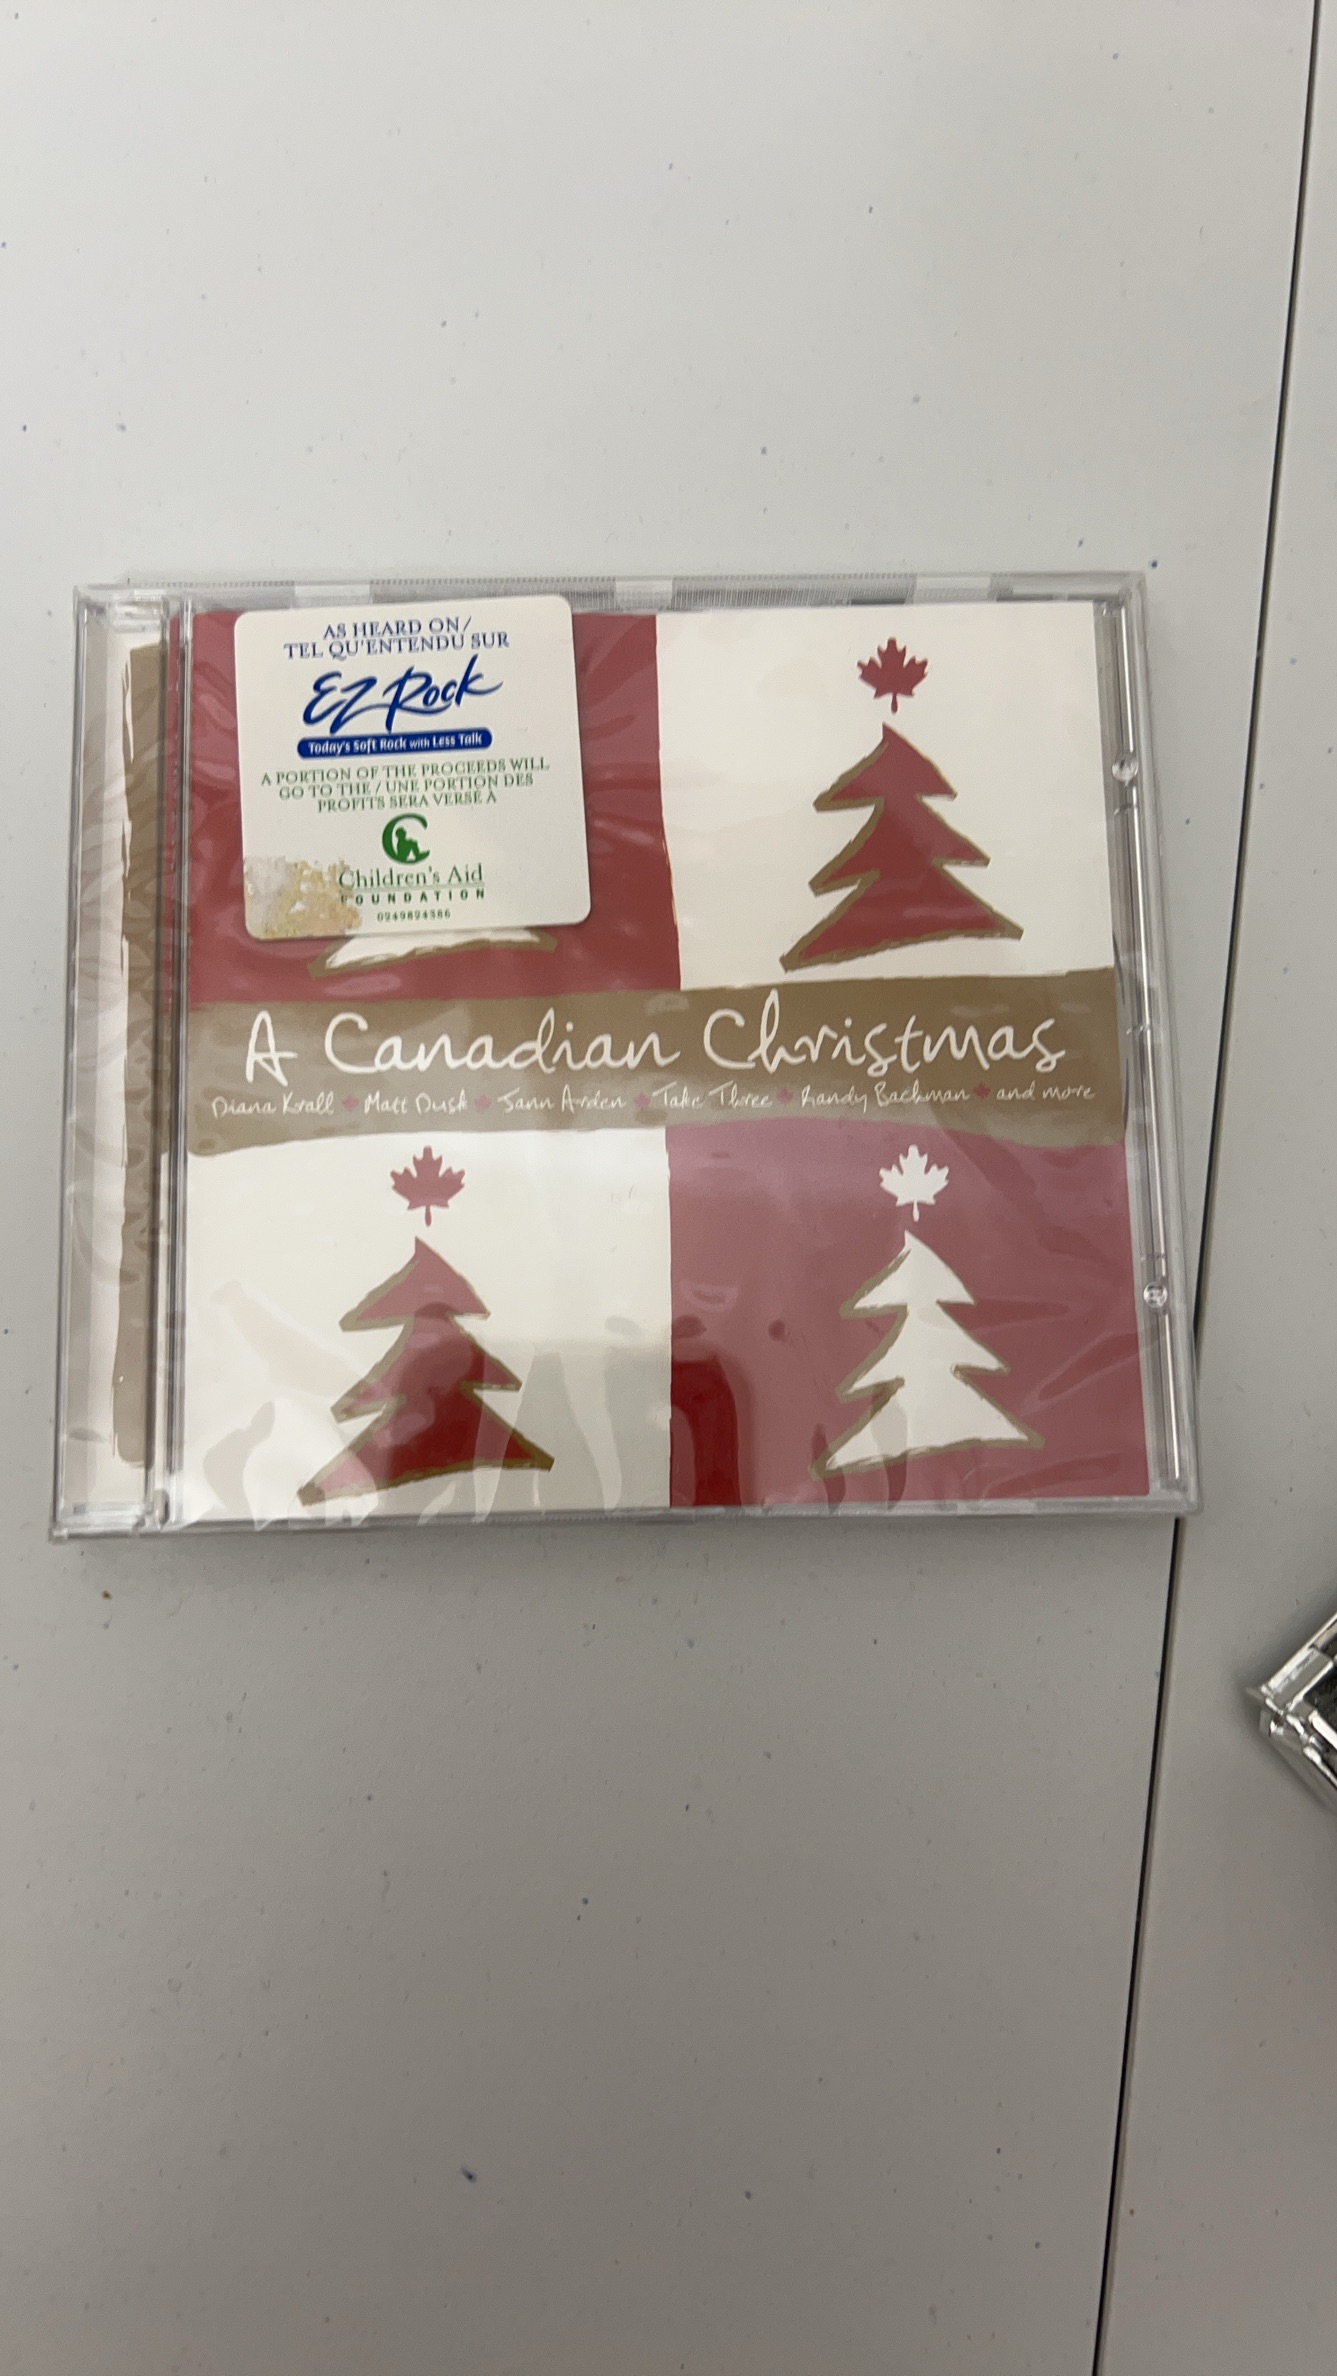 AS HEARD ON/
TEL QU'ENTENDU SUR
EZ Rock
Today's Soft Rock with Less Talk
A PORTION OF THE PROCEEDS WILL
GO TO THE / UNE PORTION DES
PROFITS SERA VERSÉ À
Children's Aid
FOUNDATION
0249824386
A Canadian Christmas
Diana Krall Matt Dusk Jann Arden Take Three Randy Bachman and more